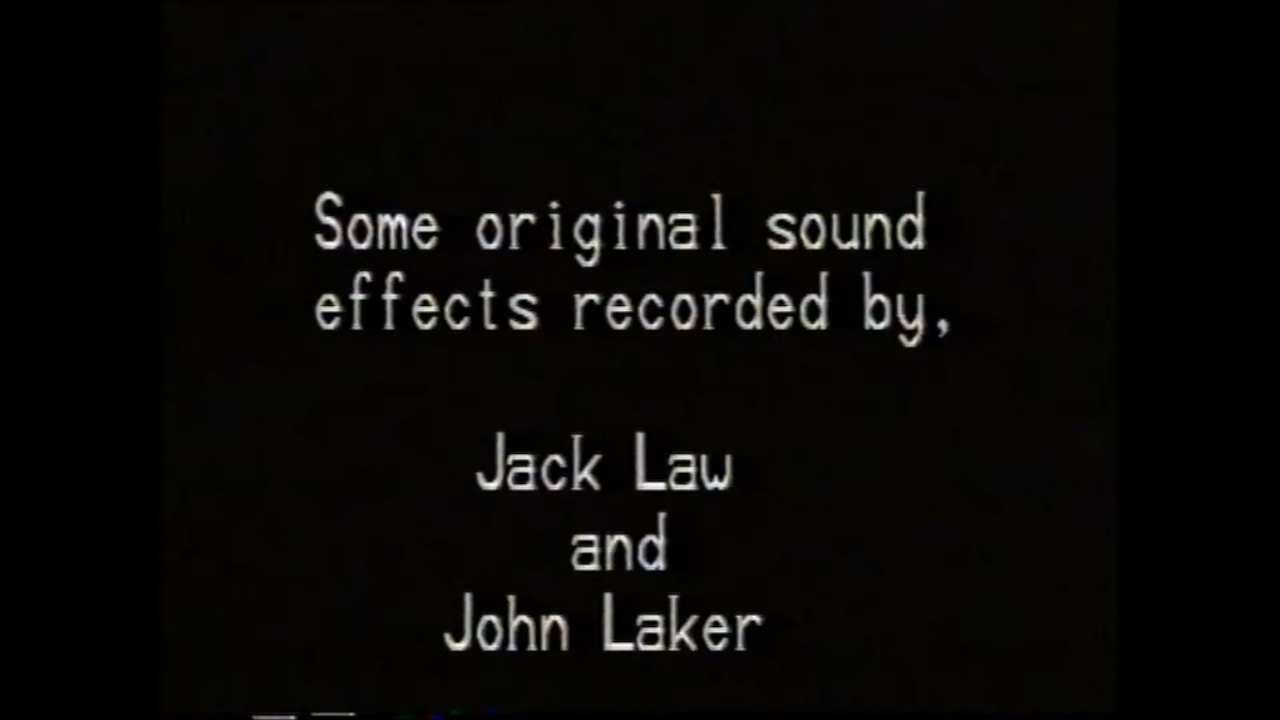 Some original sound
effects recorded by,
Jack Law
and
John Laker